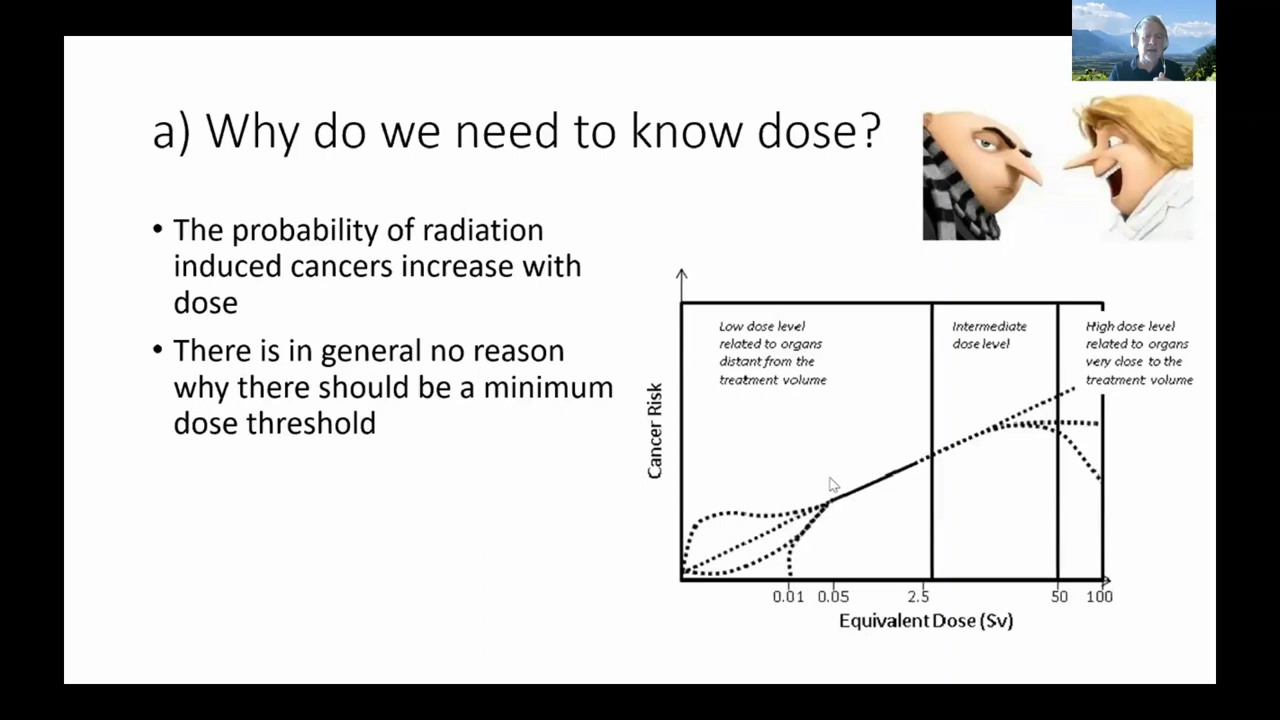 a) Why do we need to know dose?
• The probability of radiation
induced cancers increase with
dose
• There is in general no reason
why there should be a minimum
dose threshold
Low dose level
related to organs
distant from the
treatment volume
Intermediate
dose level
High dose level
related to organs
very close to the
treatment volume
Cancer Risk
0.01 0.05 2.5 50 100
Equivalent Dose (Sv)